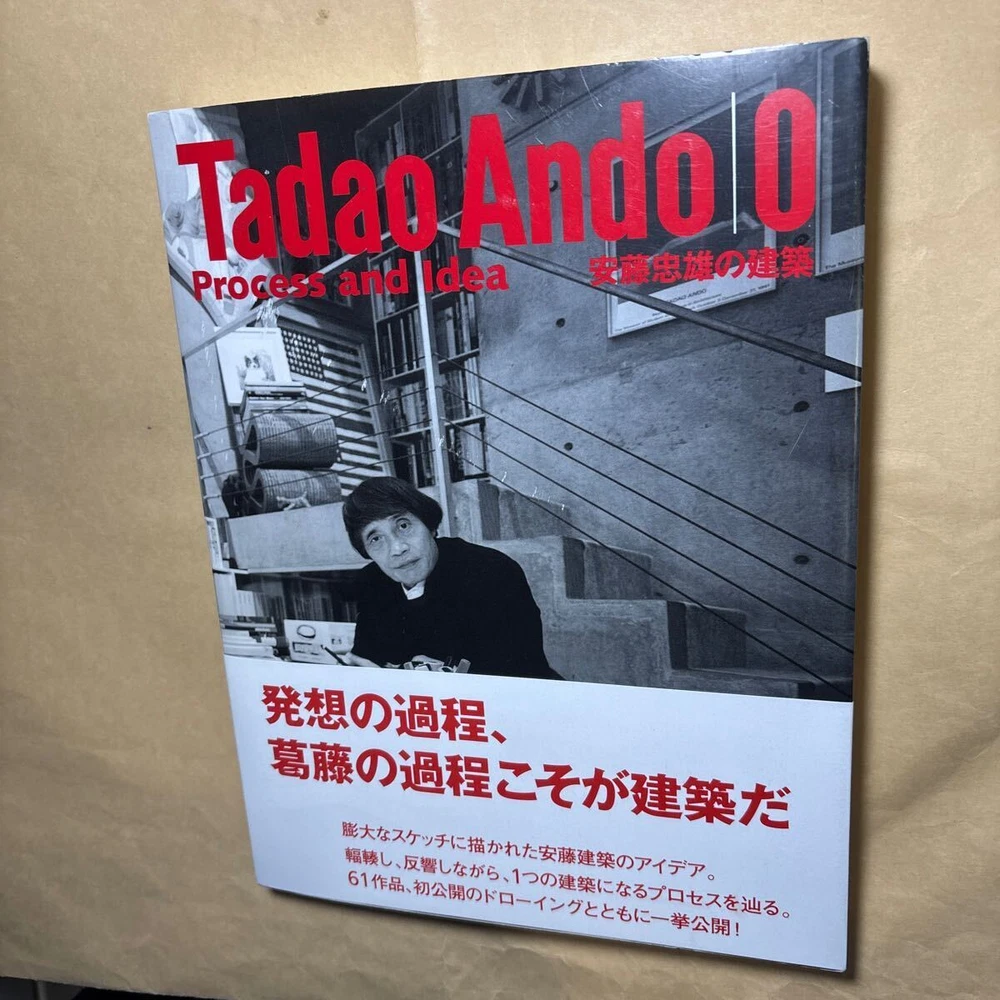 Tadao Ando|0
Process and Idea
安藤忠雄の建築
TADAO ANDO
発想の過程、
葛藤の過程こそが建築だ
膨大なスケッチに描かれた安藤建築のアイデア。
輻輳し、反響しながら、1つの建築になるプロセスを辿る。
61作品、初公開のドローイングとともに一挙公開!